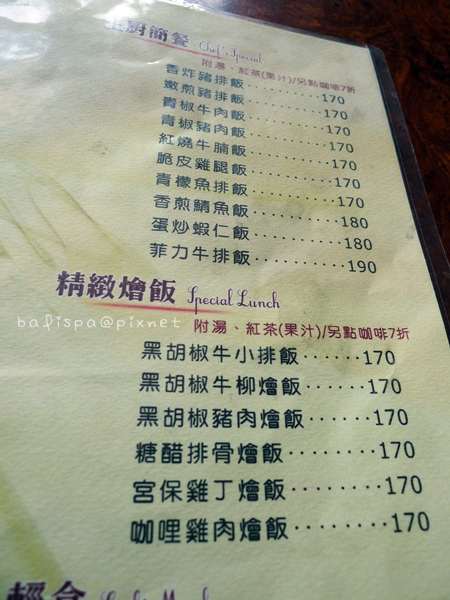 主廚簡餐 Chef's Special
附湯、紅茶(果汁)/另點咖啡7折
香炸豬排飯............170
嫩煎豬排飯............170
青椒牛肉飯............170
青椒豬肉飯............170
紅燒牛腩飯............170
脆皮雞腿飯............170
青檬魚排飯............170
香煎鯖魚飯............180
蛋炒蝦仁飯............180
菲力牛排飯............190
精緻燴飯 Special Lunch
bafispa@pixnet
附湯、紅茶(果汁)/另點咖啡7折
黑胡椒牛小排飯······170
黑胡椒牛柳燴飯······170
黑胡椒豬肉燴飯······170
糖醋排骨燴飯········170
宮保雞丁燴飯········170
咖哩雞肉燴飯········170
輕食